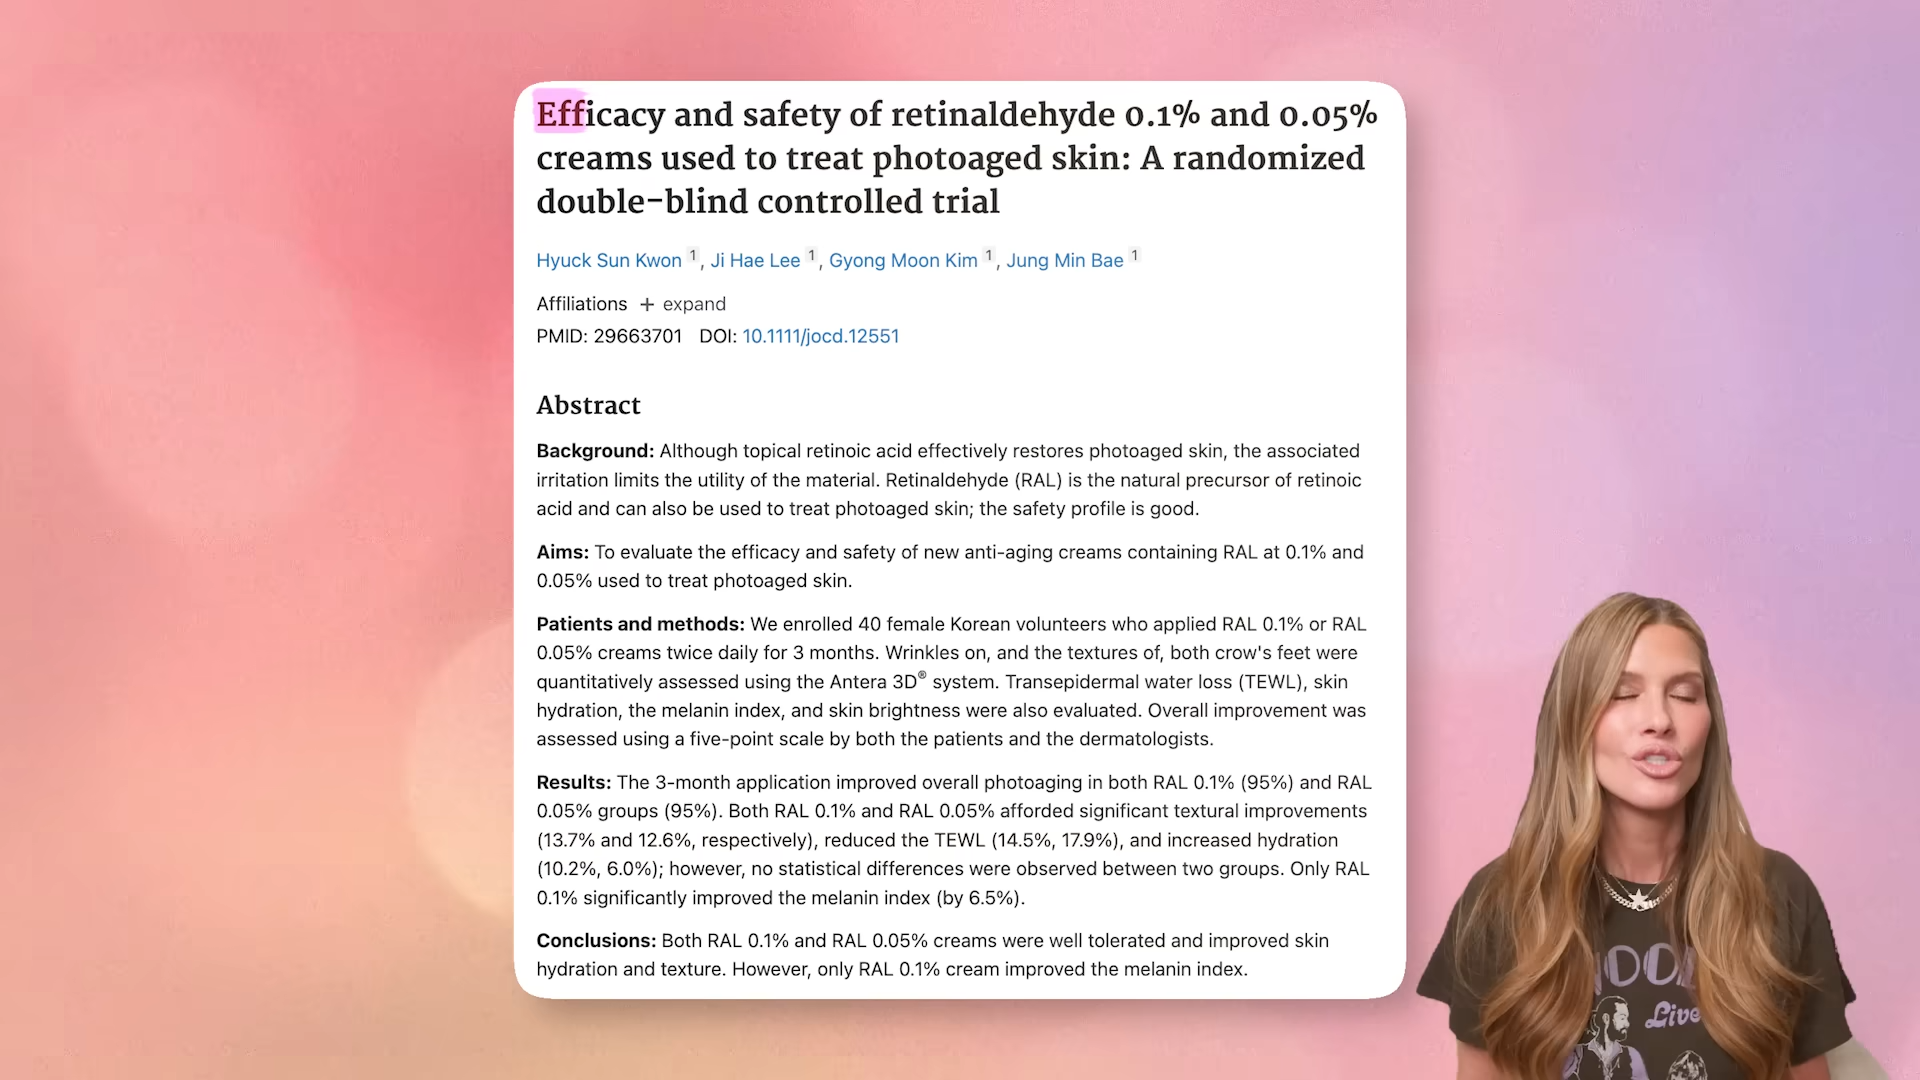 Efficacy and safety of retinaldehyde 0.1% and 0.05%
creams used to treat photoaged skin: A randomized
double-blind controlled trial
Hyuck Sun Kwon 1, Ji Hae Lee 1, Gyong Moon Kim 1, Jung Min Bae 1
Affiliations + expand
PMID: 29663701 DOI: 10.1111/jocd.12551
Abstract
Background: Although topical retinoic acid effectively restores photoaged skin, the associated
irritation limits the utility of the material. Retinaldehyde (RAL) is the natural precursor of retinoic
acid and can also be used to treat photoaged skin; the safety profile is good.
Aims: To evaluate the efficacy and safety of new anti-aging creams containing RAL at 0.1% and
0.05% used to treat photoaged skin.
Patients and methods: We enrolled 40 female Korean volunteers who applied RAL 0.1% or RAL
0.05% creams twice daily for 3 months. Wrinkles on, and the textures of, both crow's feet were
quantitatively assessed using the Antera 3D® system. Transepidermal water loss (TEWL), skin
hydration, the melanin index, and skin brightness were also evaluated. Overall improvement was
assessed using a five-point scale by both the patients and the dermatologists.
Results: The 3-month application improved overall photoaging in both RAL 0.1% (95%) and RAL
0.05% groups (95%). Both RAL 0.1% and RAL 0.05% afforded significant textural improvements
(13.7% and 12.6%, respectively), reduced the TEWL (14.5%, 17.9%), and increased hydration
(10.2%, 6.0%); however, no statistical differences were observed between two groups. Only RAL
0.1% significantly improved the melanin index (by 6.5%).
Conclusions: Both RAL 0.1% and RAL 0.05% creams were well tolerated and improved skin
hydration and texture. However, only RAL 0.1% cream improved the melanin index.
Live